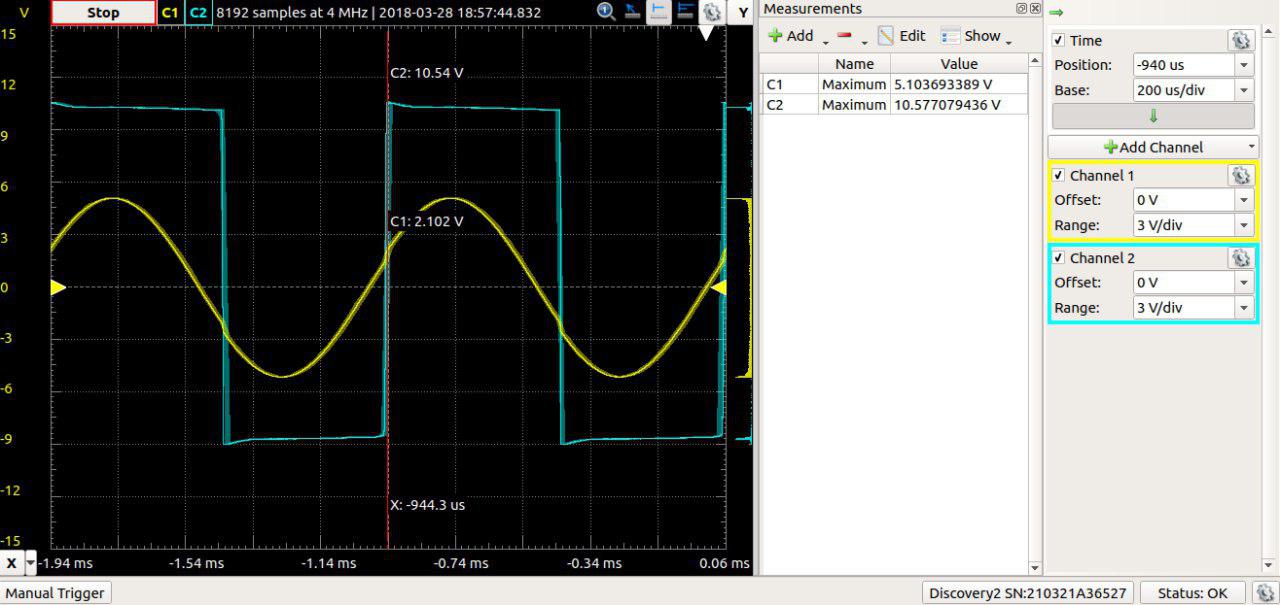 V Stop C1 C2 8192 samples at 4 MHz | 2018-03-28 18:57:44.832 Y
15
12
9
6
3
0
-3
-6
-9
-12
-15
C2: 10.54 V
C1: 2.102 V
X: -944.3 us
X -1.94 ms -1.54 ms -1.14 ms -0.74 ms -0.34 ms 0.06 ms
Measurements
Add Edit Show
Name Value
C1 Maximum 5.103693389 V
C2 Maximum 10.577079436 V
Time
Position: -940 us
Base: 200 us/div
Add Channel
Channel 1
Offset: 0 V
Range: 3 V/div
Channel 2
Offset: 0 V
Range: 3 V/div
Manual Trigger Discovery2 SN:210321A36527 Status: OK